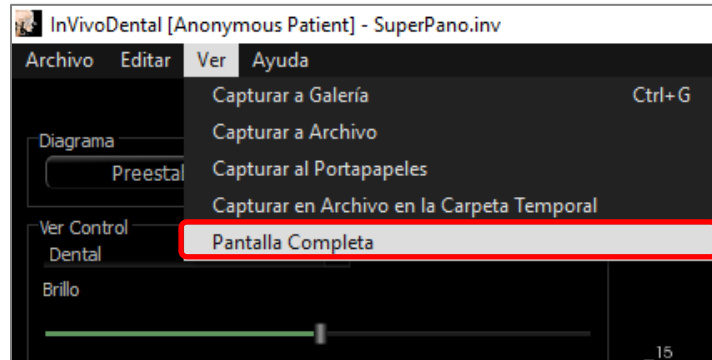 InVivoDental [Anonymous Patient] - SuperPano.inv
Archivo Editar Ver Ayuda
Capturar a Galería Ctrl+G
Capturar a Archivo
Diagrama
Capturar al Portapapeles
Preestal
Capturar en Archivo en la Carpeta Temporal
Ver Control
Pantalla Completa
Dental
Brillo
15